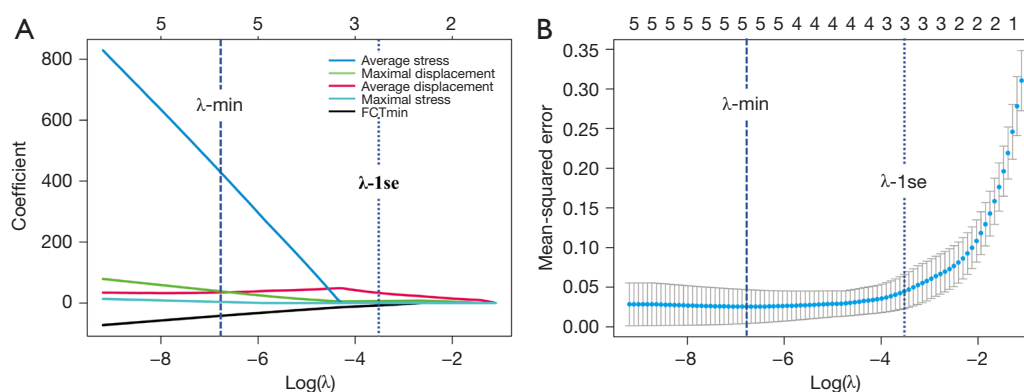 A
5 5 3 2
800
600
400
200
0
Coefficient
Average stress
Maximal displacement
Average displacement
Maximal stress
FCTmin
λ-min
λ-1se
−8 −6 −4 −2
Log(λ)
B
5 5 5 5 5 5 5 5 4 4 4 4 3 3 3 2 2 2 1
0.35
0.30
0.25
0.20
0.15
0.10
0.05
0.00
Mean-squared error
λ-min
λ-1se
−8 −6 −4 −2
Log(λ)